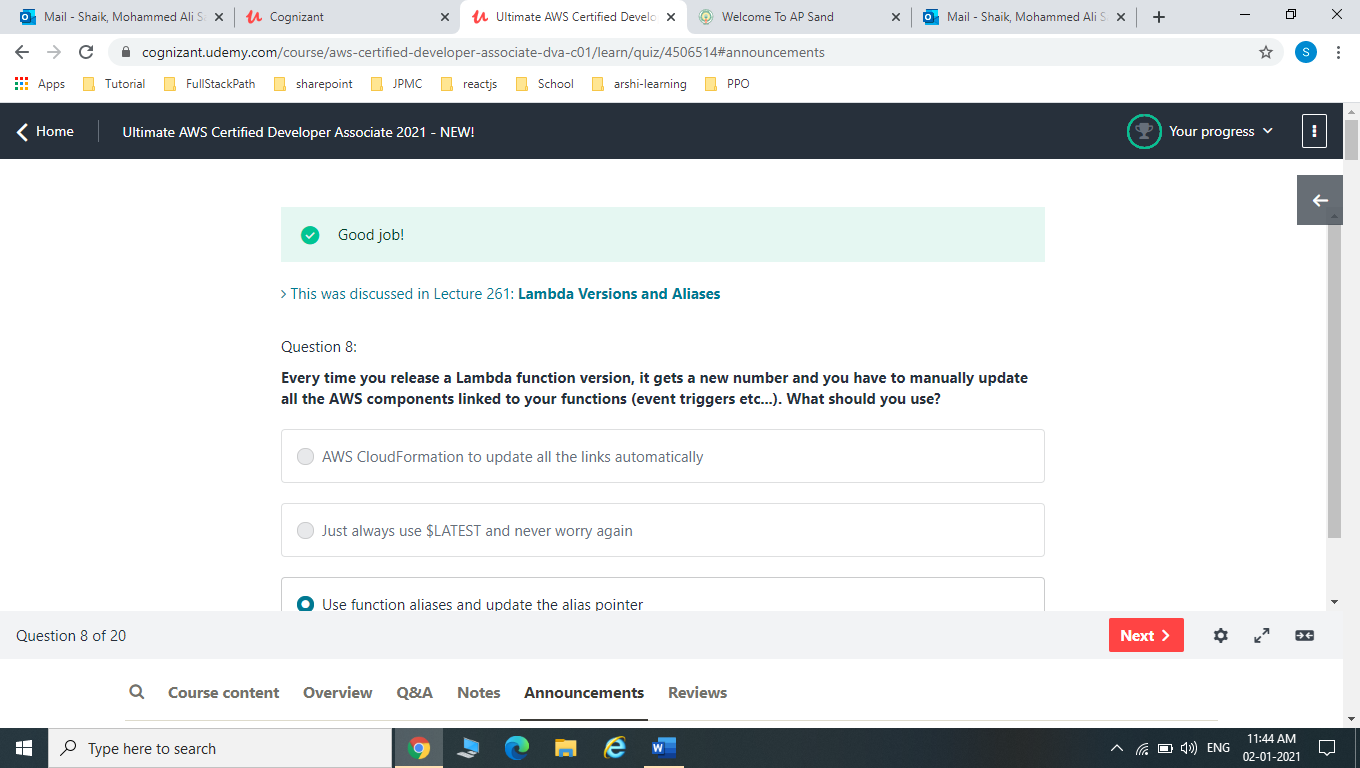 Mail - Shaik, Mohammed Ali S
Cognizant
Ultimate AWS Certified Develo
Welcome To AP Sand
Mail - Shaik, Mohammed Ali S
cognizant.udemy.com/course/aws-certified-developer-associate-dva-c01/learn/quiz/4506514#announcements
S
Apps
Tutorial
FullStackPath
sharepoint
JPMC
reactjs
School
arshi-learning
PPO
Home
Ultimate AWS Certified Developer Associate 2021 - NEW!
Your progress
Good job!
> This was discussed in Lecture 261: Lambda Versions and Aliases
Question 8:
Every time you release a Lambda function version, it gets a new number and you have to manually update
all the AWS components linked to your functions (event triggers etc...). What should you use?
AWS CloudFormation to update all the links automatically
Just always use $LATEST and never worry again
Use function aliases and update the alias pointer
Question 8 of 20
Next
Course content
Overview
Q&A
Notes
Announcements
Reviews
Type here to search
ENG
11:44 AM
02-01-2021